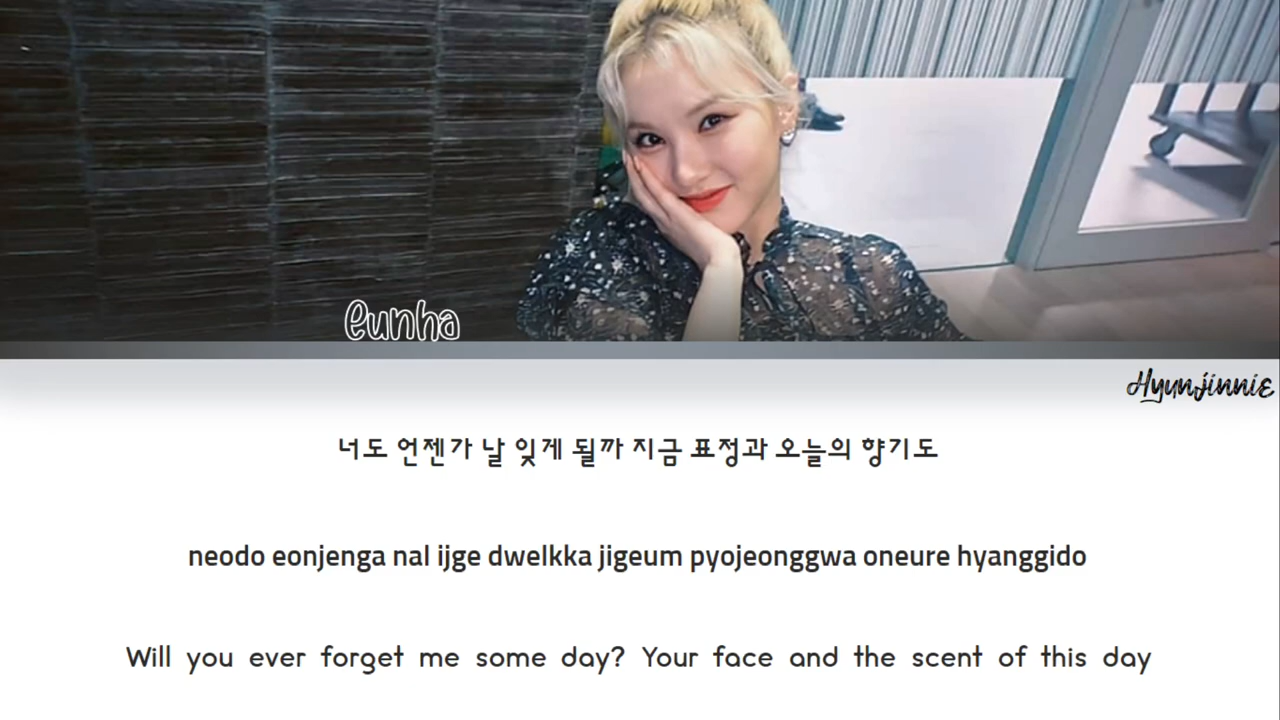 Eunha
Hyunjinnie
너도 언젠가 날 잊게 될까 지금 표정과 오늘의 향기도
neodo eonjenga nal ijge dwelkka jigeum pyojeonggwa oneure hyanggido
Will you ever forget me some day? Your face and the scent of this day